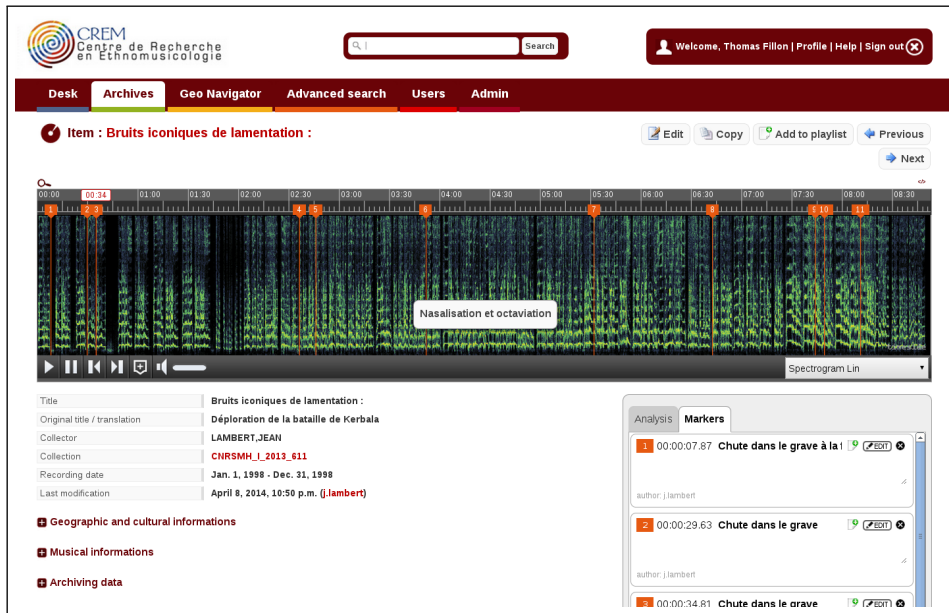 CREM
Centre de Recherche
en Ethnomusicologie
Search
Welcome, Thomas Fillon | Profile | Help | Sign out
Desk Archives Geo Navigator Advanced search Users Admin
Item : Bruits iconiques de lamentation :
Edit Copy Add to playlist Previous
Next
00:00 00:34 01:00 01:30 02:00 02:30 03:00 03:30 04:00 04:30 05:00 05:30 06:00 06:30 07:00 07:30 08:00 08:30
1 2 3 4 5 6 7 8 9 10 11
Nasalisation et octaviation
Spectrogram Lin
Title Bruits iconiques de lamentation :
Original title / translation Déploration de la bataille de Kerbala
Collector LAMBERT,JEAN
Collection CNRSMH_I_2013_611
Recording date Jan. 1, 1998 - Dec. 31, 1998
Last modification April 8, 2014, 10:50 p.m. (j.lambert)
Geographic and cultural informations
Musical informations
Archiving data
Analysis Markers
1 00:00:07.87 Chute dans le grave à la EDIT
author: j.lambert
2 00:00:29.63 Chute dans le grave EDIT
author: j.lambert
3 00:00:34.81 Chute dans le grave EDIT